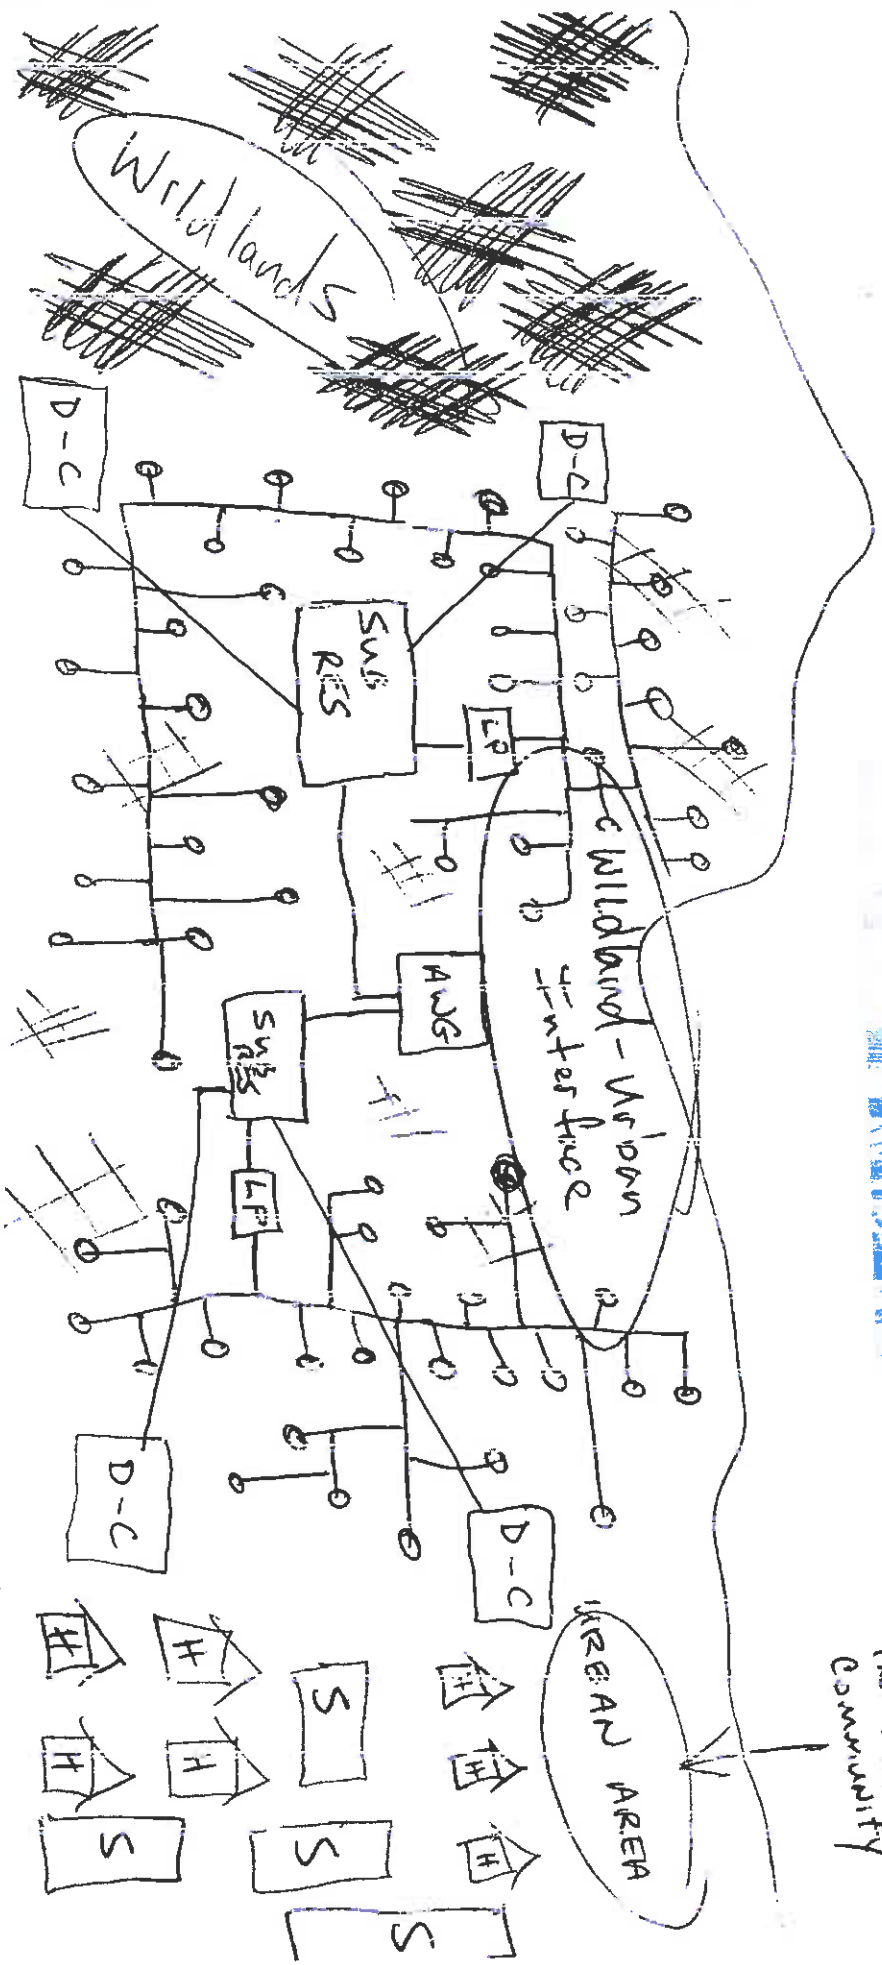 Wildlands
D-C
D-C
SUB
RES
LP
Wildland-Urban
Interface
AWG
SUB
RES
LP
D-C
D-C
URBAN AREA
COMMUNITY
H
H
H
H
H
H
H
S
S
S
S